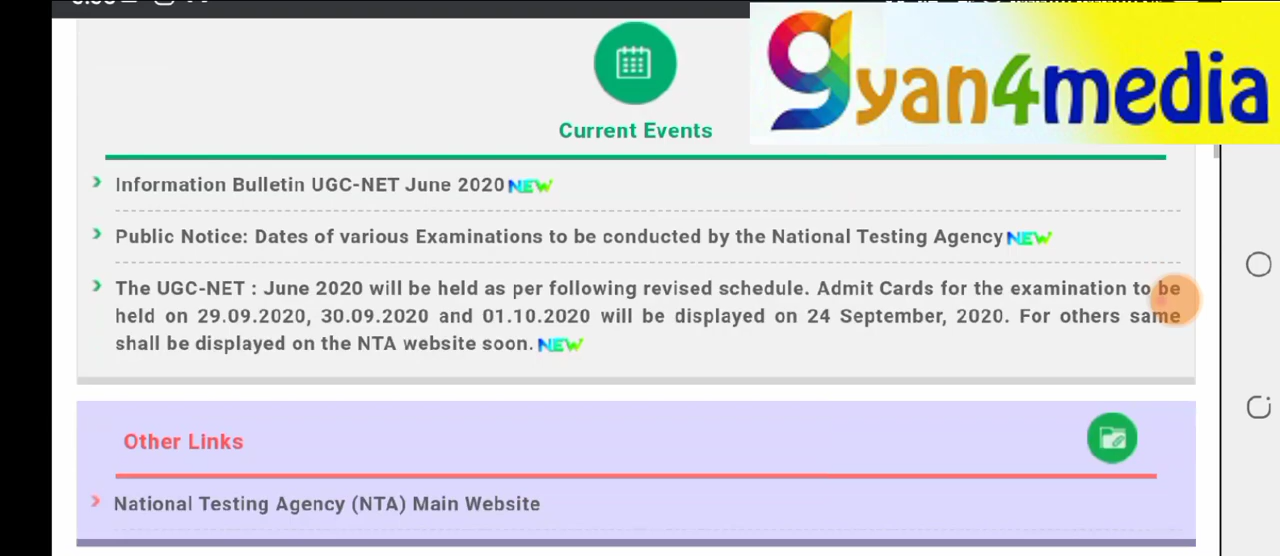 gyan4media
Current Events
Information Bulletin UGC-NET June 2020 NEW
Public Notice: Dates of various Examinations to be conducted by the National Testing Agency NEW
The UGC-NET : June 2020 will be held as per following revised schedule. Admit Cards for the examination to be
held on 29.09.2020, 30.09.2020 and 01.10.2020 will be displayed on 24 September, 2020. For others same
shall be displayed on the NTA website soon. NEW
Other Links
National Testing Agency (NTA) Main Website